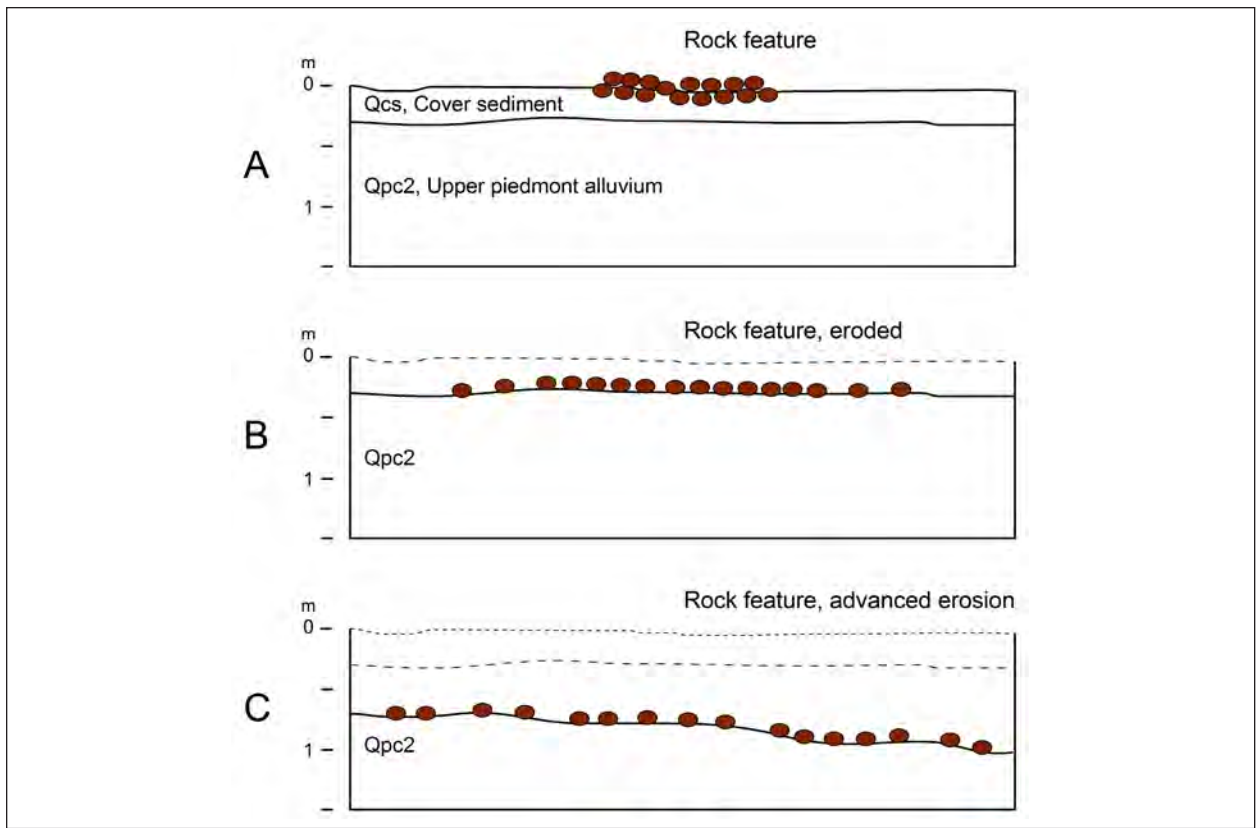 Rock feature
m
0
Qcs, Cover sediment
A
Qpc2, Upper piedmont alluvium
1
Rock feature, eroded
m
0
B
Qpc2
1
Rock feature, advanced erosion
m
0
C
Qpc2
1